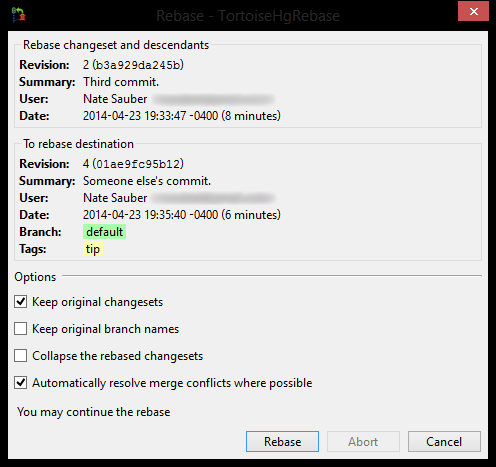 Rebase - TortoiseHgRebase
Rebase changeset and descendants
Revision: 2 (b3a929da245b)
Summary: Third commit.
User: Nate Sauber
Date: 2014-04-23 19:33:47 -0400 (8 minutes)
To rebase destination
Revision: 4 (01ae9fc95b12)
Summary: Someone else's commit.
User: Nate Sauber
Date: 2014-04-23 19:35:40 -0400 (6 minutes)
Branch: default
Tags: tip
Options
Keep original changesets
Keep original branch names
Collapse the rebased changesets
Automatically resolve merge conflicts where possible
You may continue the rebase
Rebase Abort Cancel